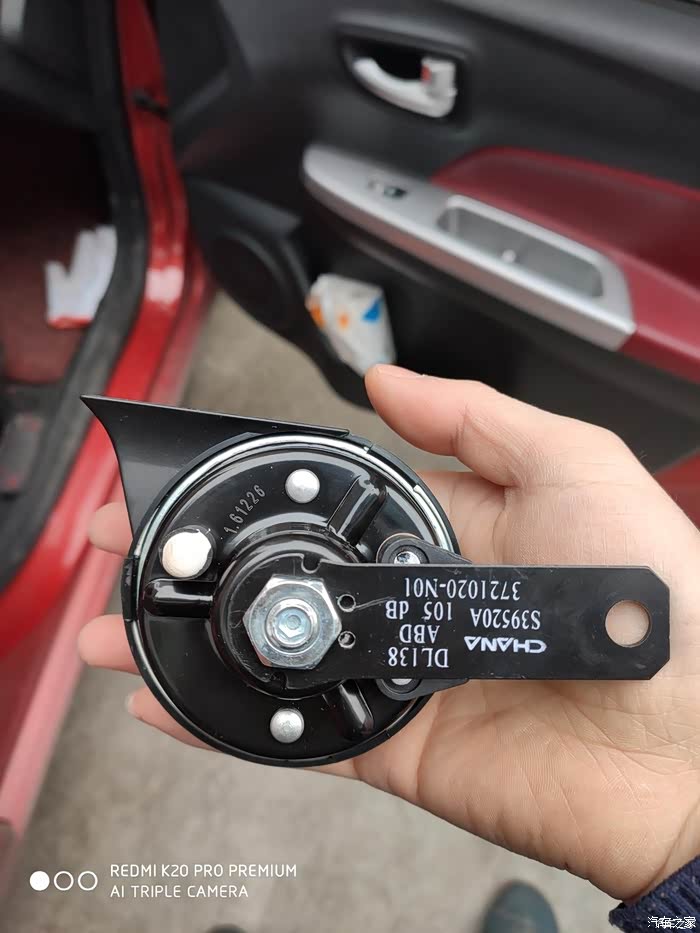 1.61226
3721020-N01
S39520A 105 dB
CHANA ABD
DL138
REDMI K20 PRO PREMIUM
AI TRIPLE CAMERA
汽车之家